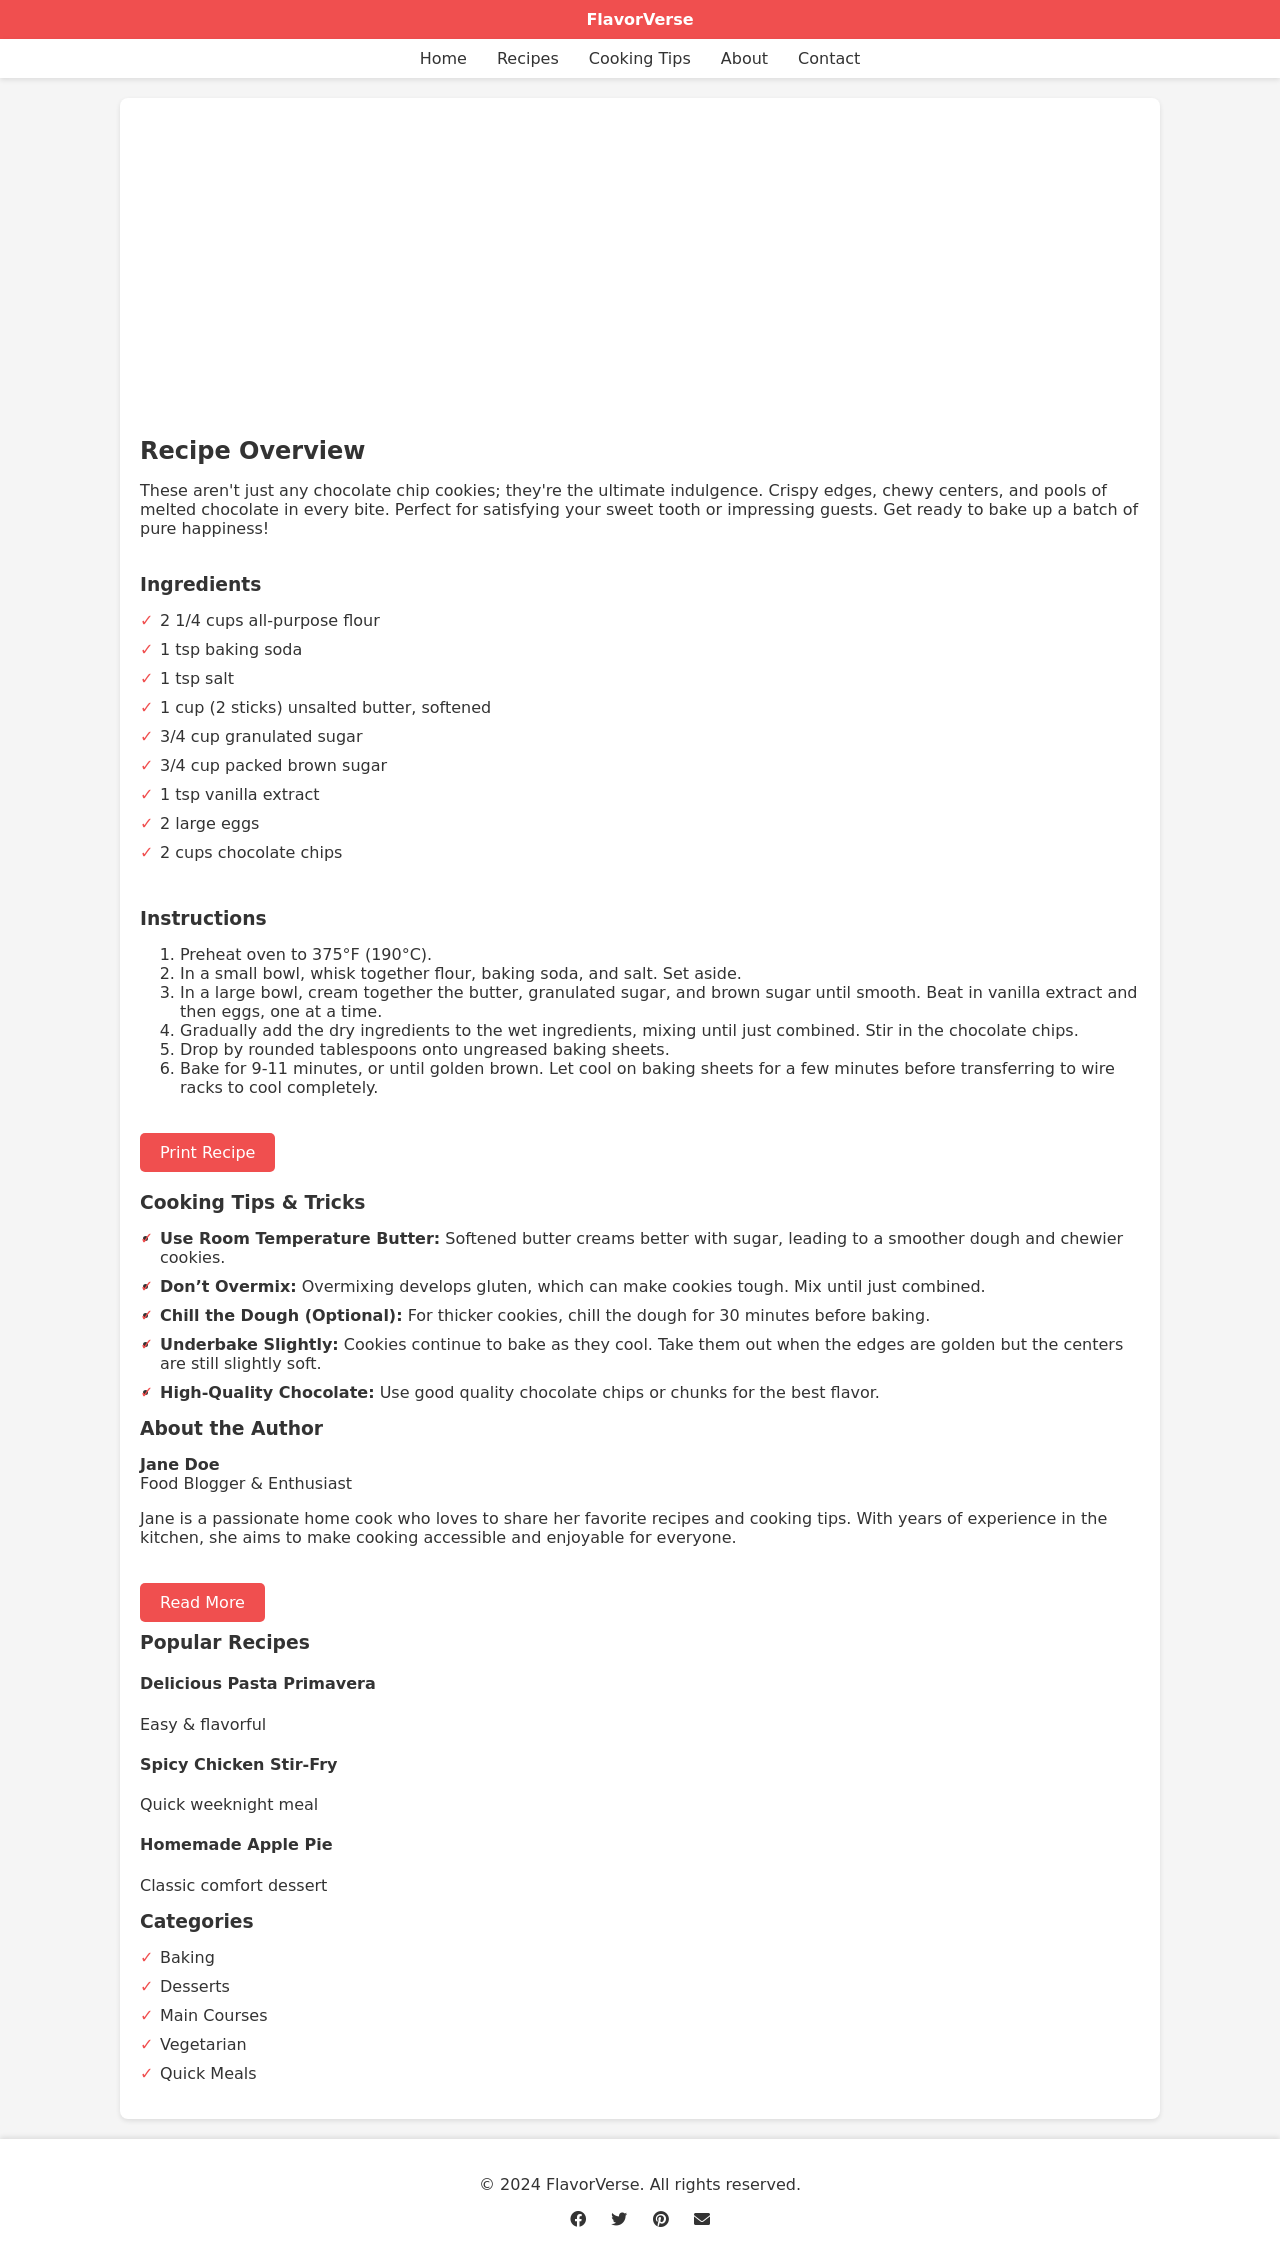 FlavorVerse
Home Recipes Cooking Tips About Contact
Recipe Overview
These aren't just any chocolate chip cookies; they're the ultimate indulgence. Crispy edges, chewy centers, and pools of
melted chocolate in every bite. Perfect for satisfying your sweet tooth or impressing guests. Get ready to bake up a batch of
pure happiness!
Ingredients
✓ 2 1/4 cups all-purpose flour
✓ 1 tsp baking soda
✓ 1 tsp salt
✓ 1 cup (2 sticks) unsalted butter, softened
✓ 3/4 cup granulated sugar
✓ 3/4 cup packed brown sugar
✓ 1 tsp vanilla extract
✓ 2 large eggs
✓ 2 cups chocolate chips
Instructions
1. Preheat oven to 375°F (190°C).
2. In a small bowl, whisk together flour, baking soda, and salt. Set aside.
3. In a large bowl, cream together the butter, granulated sugar, and brown sugar until smooth. Beat in vanilla extract and
then eggs, one at a time.
4. Gradually add the dry ingredients to the wet ingredients, mixing until just combined. Stir in the chocolate chips.
5. Drop by rounded tablespoons onto ungreased baking sheets.
6. Bake for 9-11 minutes, or until golden brown. Let cool on baking sheets for a few minutes before transferring to wire
racks to cool completely.
Print Recipe
Cooking Tips & Tricks
✓ Use Room Temperature Butter: Softened butter creams better with sugar, leading to a smoother dough and chewier
cookies.
✓ Don’t Overmix: Overmixing develops gluten, which can make cookies tough. Mix until just combined.
✓ Chill the Dough (Optional): For thicker cookies, chill the dough for 30 minutes before baking.
✓ Underbake Slightly: Cookies continue to bake as they cool. Take them out when the edges are golden but the centers
are still slightly soft.
✓ High-Quality Chocolate: Use good quality chocolate chips or chunks for the best flavor.
About the Author
Jane Doe
Food Blogger & Enthusiast
Jane is a passionate home cook who loves to share her favorite recipes and cooking tips. With years of experience in the
kitchen, she aims to make cooking accessible and enjoyable for everyone.
Read More
Popular Recipes
Delicious Pasta Primavera
Easy & flavorful
Spicy Chicken Stir-Fry
Quick weeknight meal
Homemade Apple Pie
Classic comfort dessert
Categories
✓ Baking
✓ Desserts
✓ Main Courses
✓ Vegetarian
✓ Quick Meals
© 2024 FlavorVerse. All rights reserved.